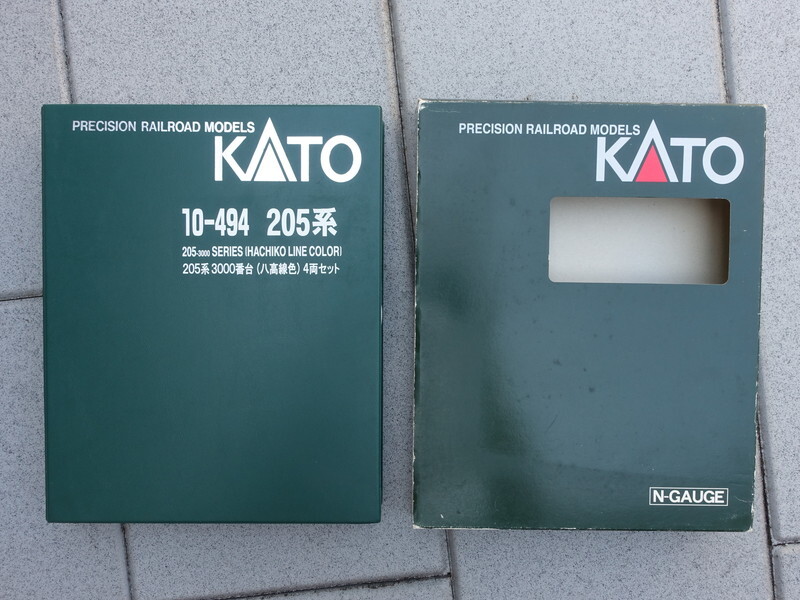 PRECISION RAILROAD MODELS
KATO
10-494 205系
205-3000 SERIES (HACHIKO LINE COLOR)
205系3000番台(八高線色)4両セット
PRECISION RAILROAD MODELS
KATO
N-GAUGE